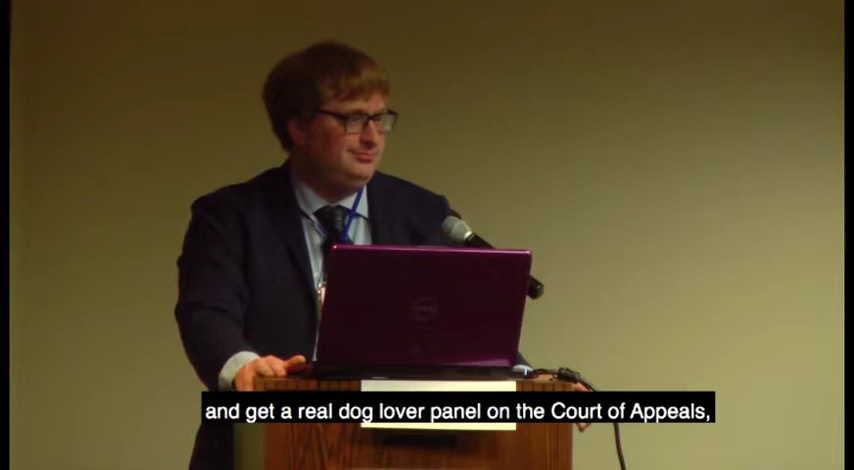 and get a real dog lover panel on the Court of Appeals,